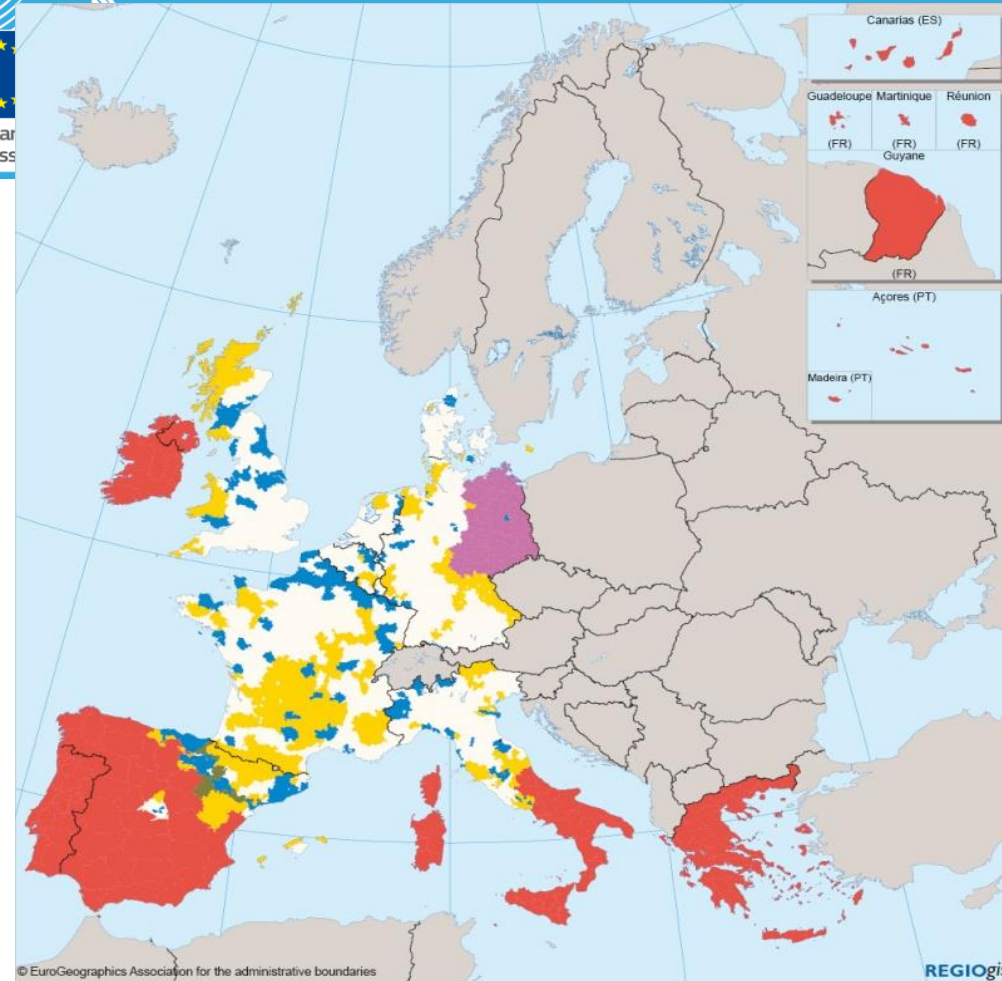 Canarias (ES)
Guadeloupe
Martinique
Réunion
(FR)
(FR)
(FR)
Guyane
(FR)
Açores (PT)
Madeira (PT)
© EuroGeographics Association for the administrative boundaries